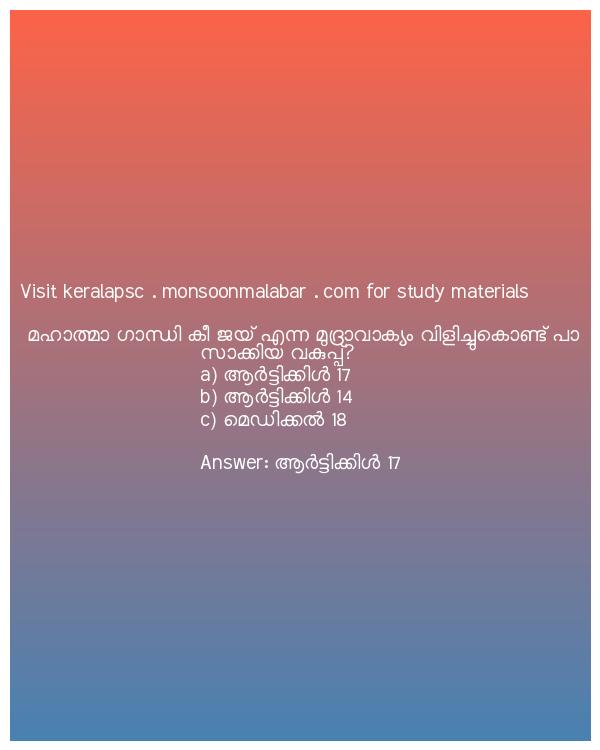 Visit keralapsc . monsoonmalabar . com for study materials
മഹാത്മാ ഗാന്ധി കീ ജയ് എന്ന മുദ്രാവാക്യം വിളിച്ചുകൊണ്ട് പാ
സാക്കിയ വകുപ്പ്?
a) ആർട്ടിക്കിൾ 17
b) ആർട്ടിക്കിൾ 14
c) മെഡിക്കൽ 18
Answer: ആർട്ടിക്കിൾ 17